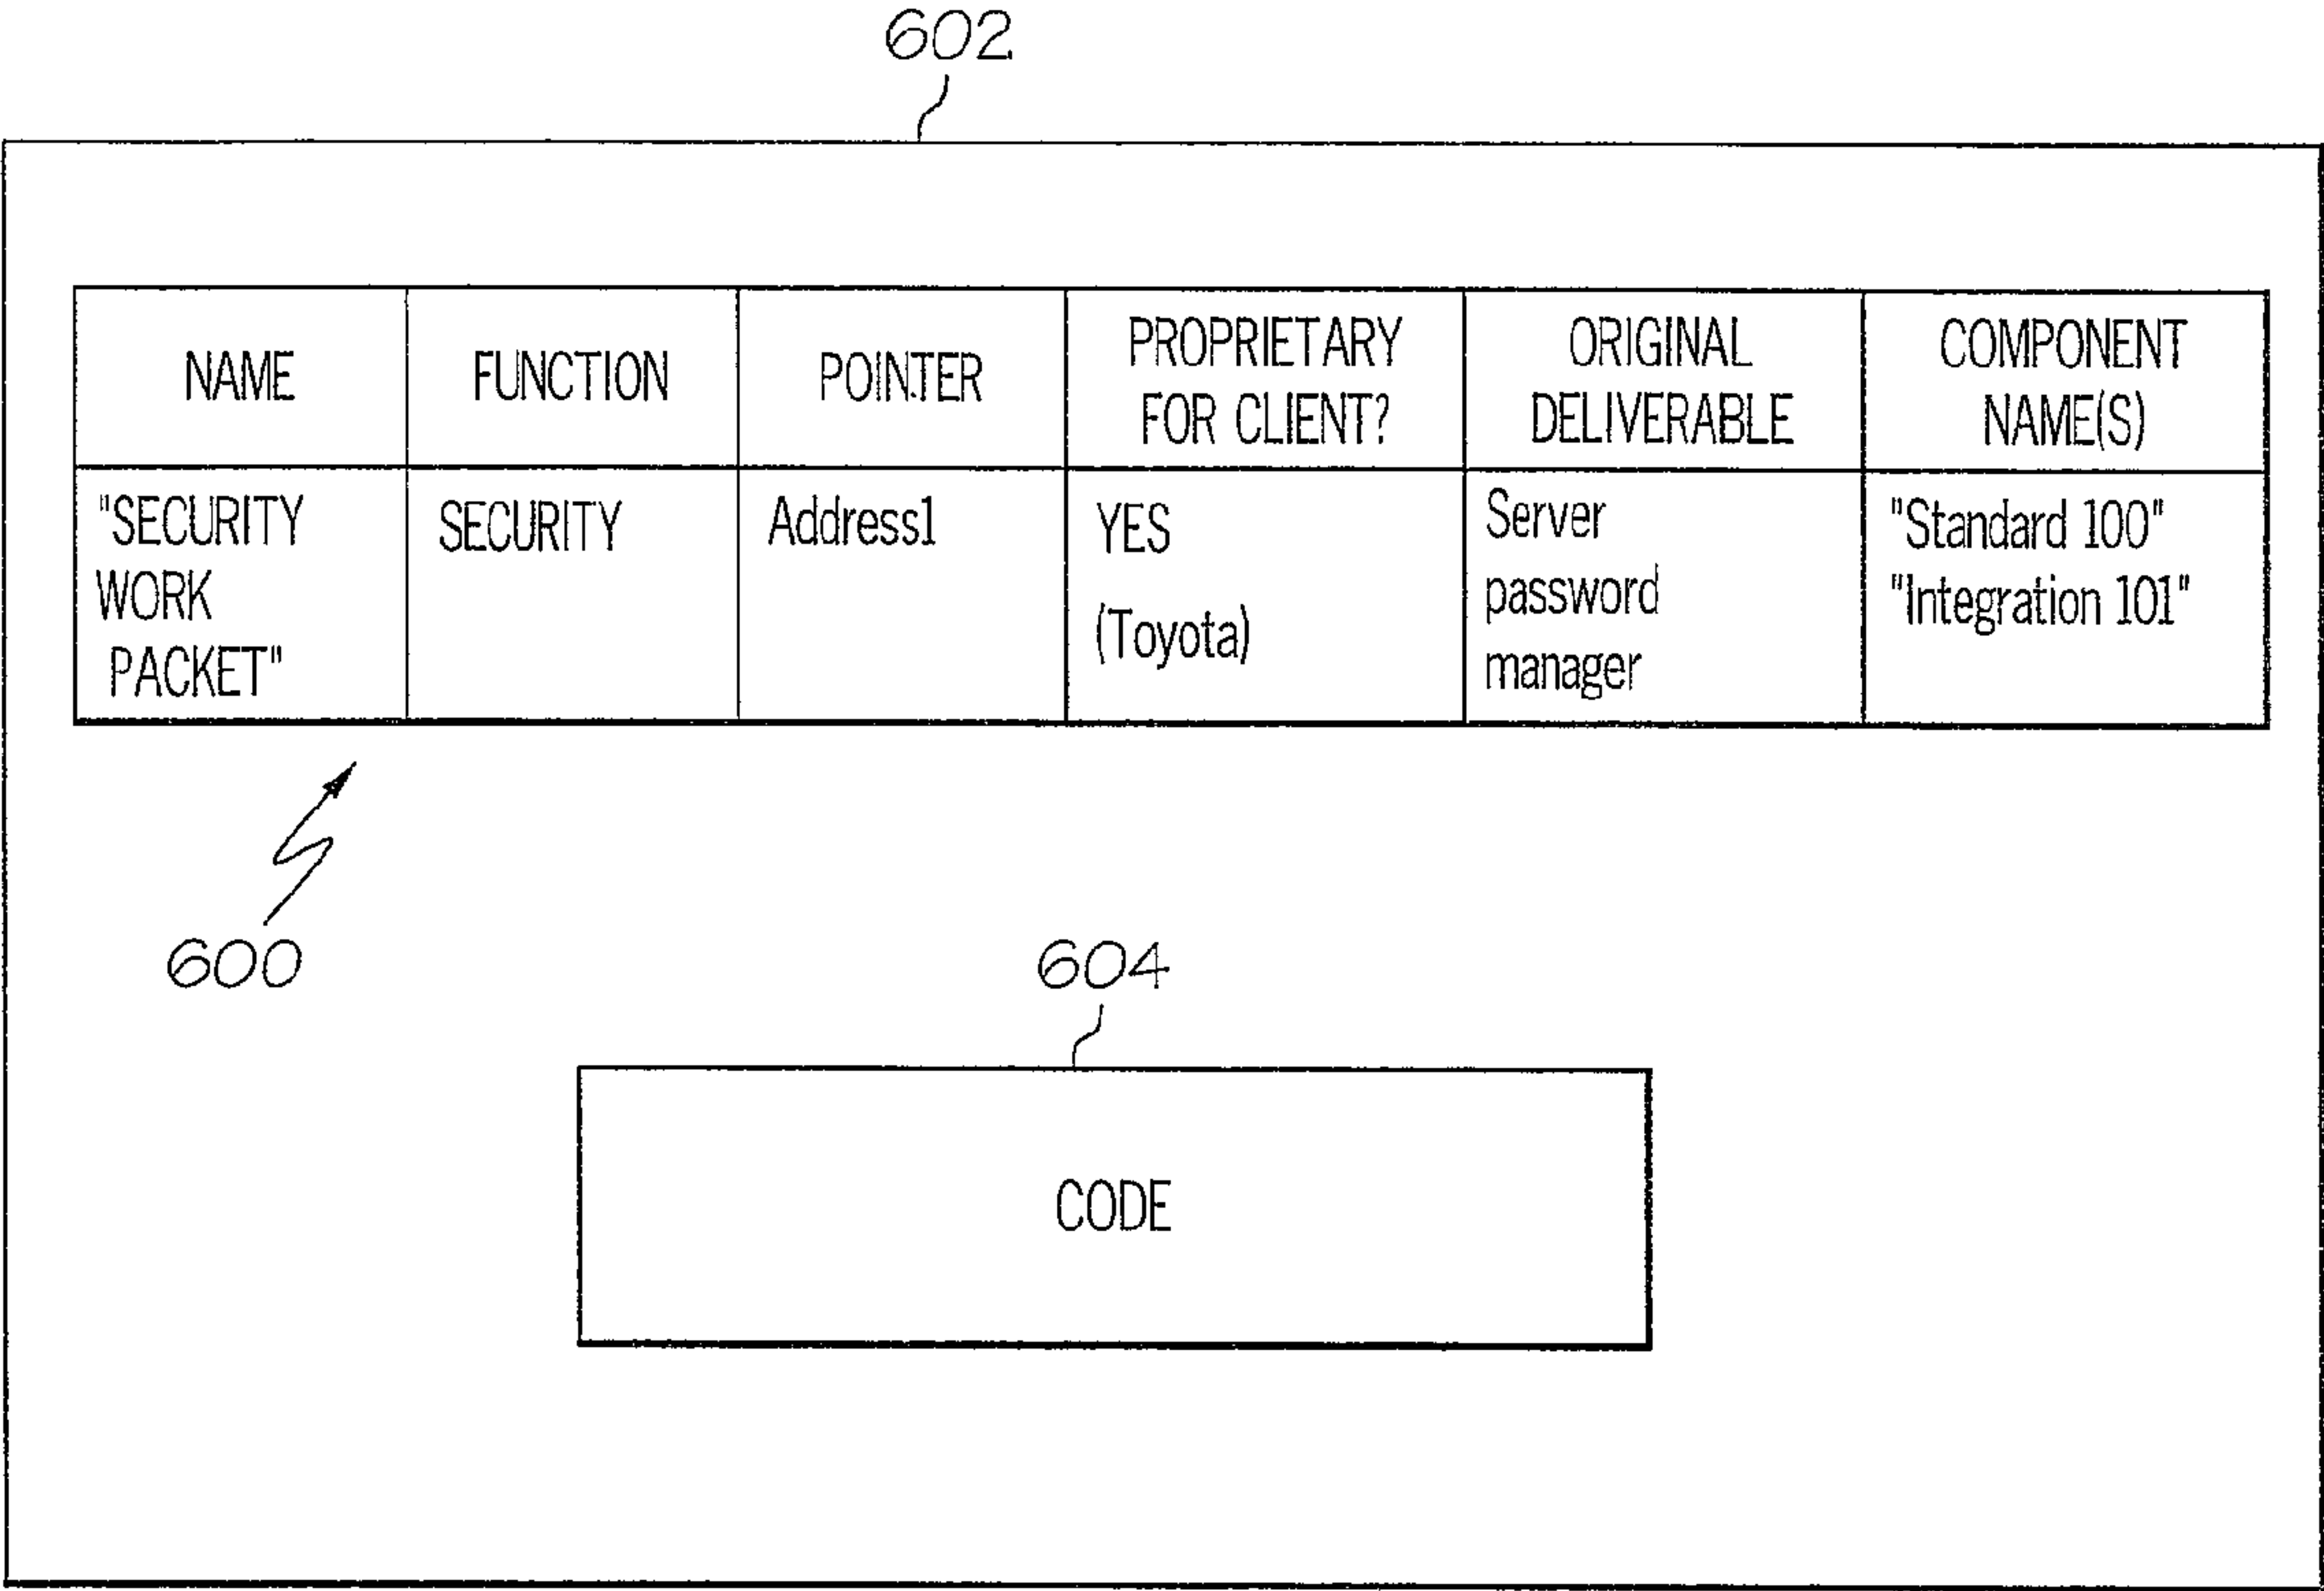 602
NAME
FUNCTION
POINTER
PROPRIETARY
FOR CLIENT?
ORIGINAL
DELIVERABLE
COMPONENT
NAME(S)
"SECURITY
WORK
PACKET"
SECURITY
Address1
YES
(Toyota)
Server
password
manager
"Standard 100"
"Integration 101"
600
604
CODE